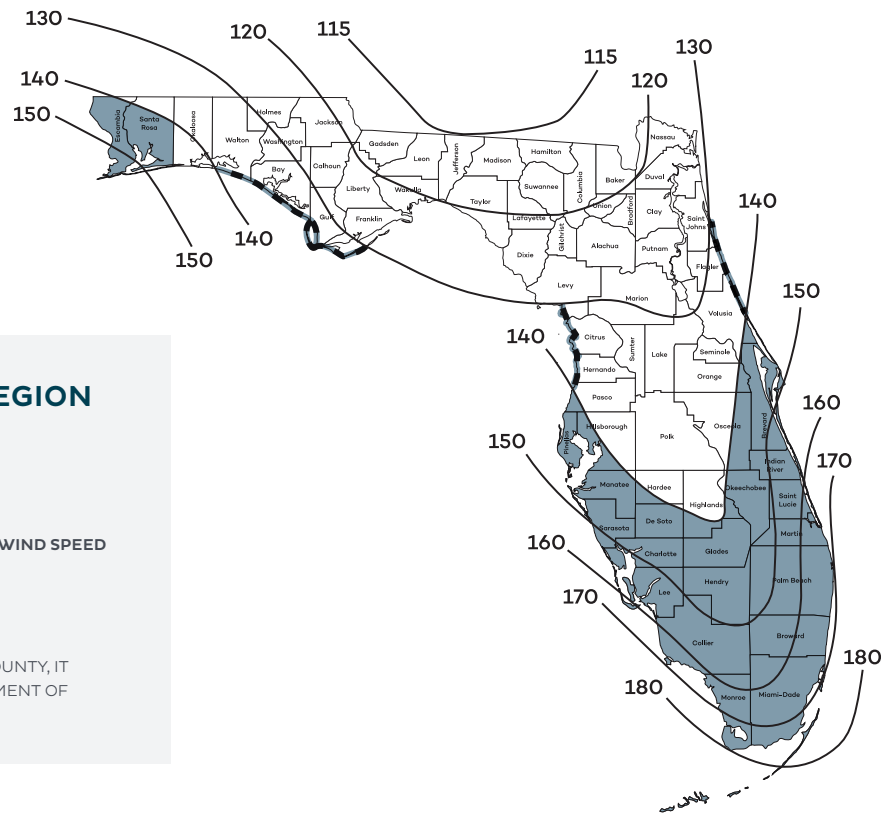 130
120
115
115
130
120
140
150
150
140
140
150
140
150
160
170
150
160
170
180
180
Escambia
Santa
Rosa
Okaloosa
Walton
Holmes
Washington
Jackson
Bay
Calhoun
Gulf
Liberty
Gadsden
Leon
Wakulla
Franklin
Jefferson
Madison
Taylor
Hamilton
Suwannee
Lafayette
Dixie
Columbia
Gilchrist
Baker
Union
Bradford
Nassau
Duval
Clay
Saint
Johns
Alachua
Putnam
Flagler
Levy
Marion
Volusia
Citrus
Sumter
Lake
Seminole
Hernando
Orange
Pasco
Hillsborough
Pinellas
Polk
Osceola
Brevard
Indian
River
Manatee
Hardee
Highlands
Okeechobee
Saint
Lucie
Sarasota
De Soto
Martin
Charlotte
Glades
Lee
Hendry
Palm Beach
Collier
Broward
Monroe
Miami-Dade
EGION
WIND SPEED
OUNTY, IT
MENT OF